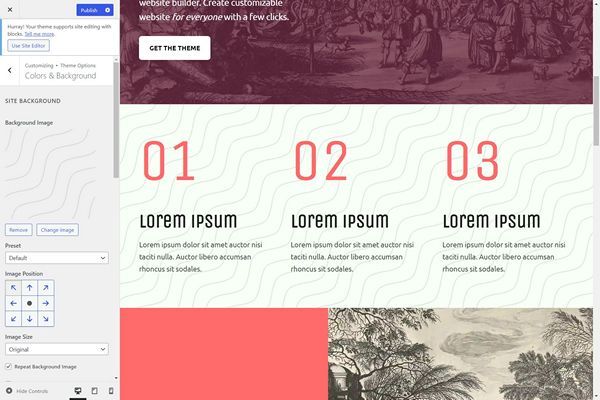 Publish
Hurray! Your theme supports site editing with
blocks. Tell me more.
Use Site Editor
Customizing • Theme Options
Colors & Background
SITE BACKGROUND
Background Image
Remove
Change image
Preset
Default
Image Position
Image Size
Original
Repeat Background Image
Hide Controls
website builder. Create customizable
website if for everyone with a few clicks.
GET THE THEME
01
Lorem Ipsum
Lorem ipsum dolor sit amet auctor nisi
taciti nulla. Auctor libero accumsan
rhoncus sit sodales.
02
Lorem Ipsum
Lorem ipsum dolor sit amet auctor nisi
taciti nulla. Auctor libero accumsan
rhoncus sit sodales.
03
Lorem Ipsum
Lorem ipsum dolor sit amet auctor nisi
taciti nulla. Auctor libero accumsan
rhoncus sit sodales.